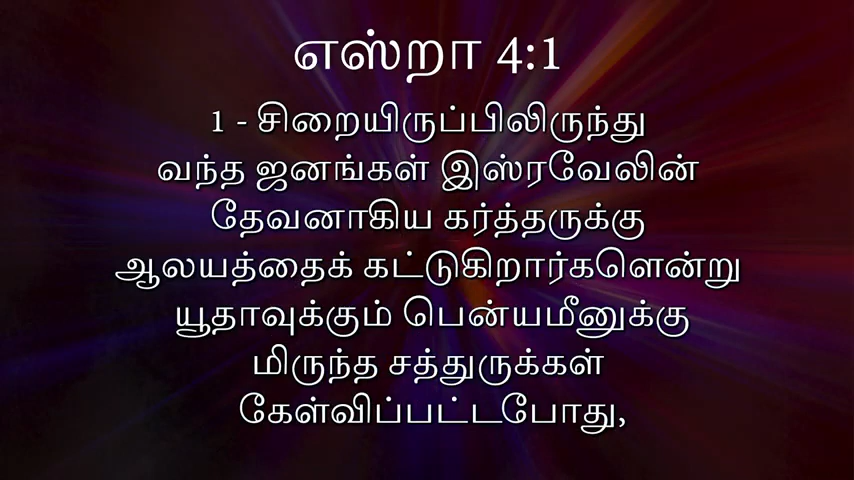 எஸ்றா 4:1
1 - சிறையிருப்பிலிருந்து
வந்த ஜனங்கள் இஸ்ரவேலின்
தேவனாகிய கர்த்தருக்கு
ஆலயத்தைக் கட்டுகிறார்களென்று
யூதாவுக்கும் பென்யமீனுக்கு
மிருந்த சத்துருக்கள்
கேள்விப்பட்டபோது,